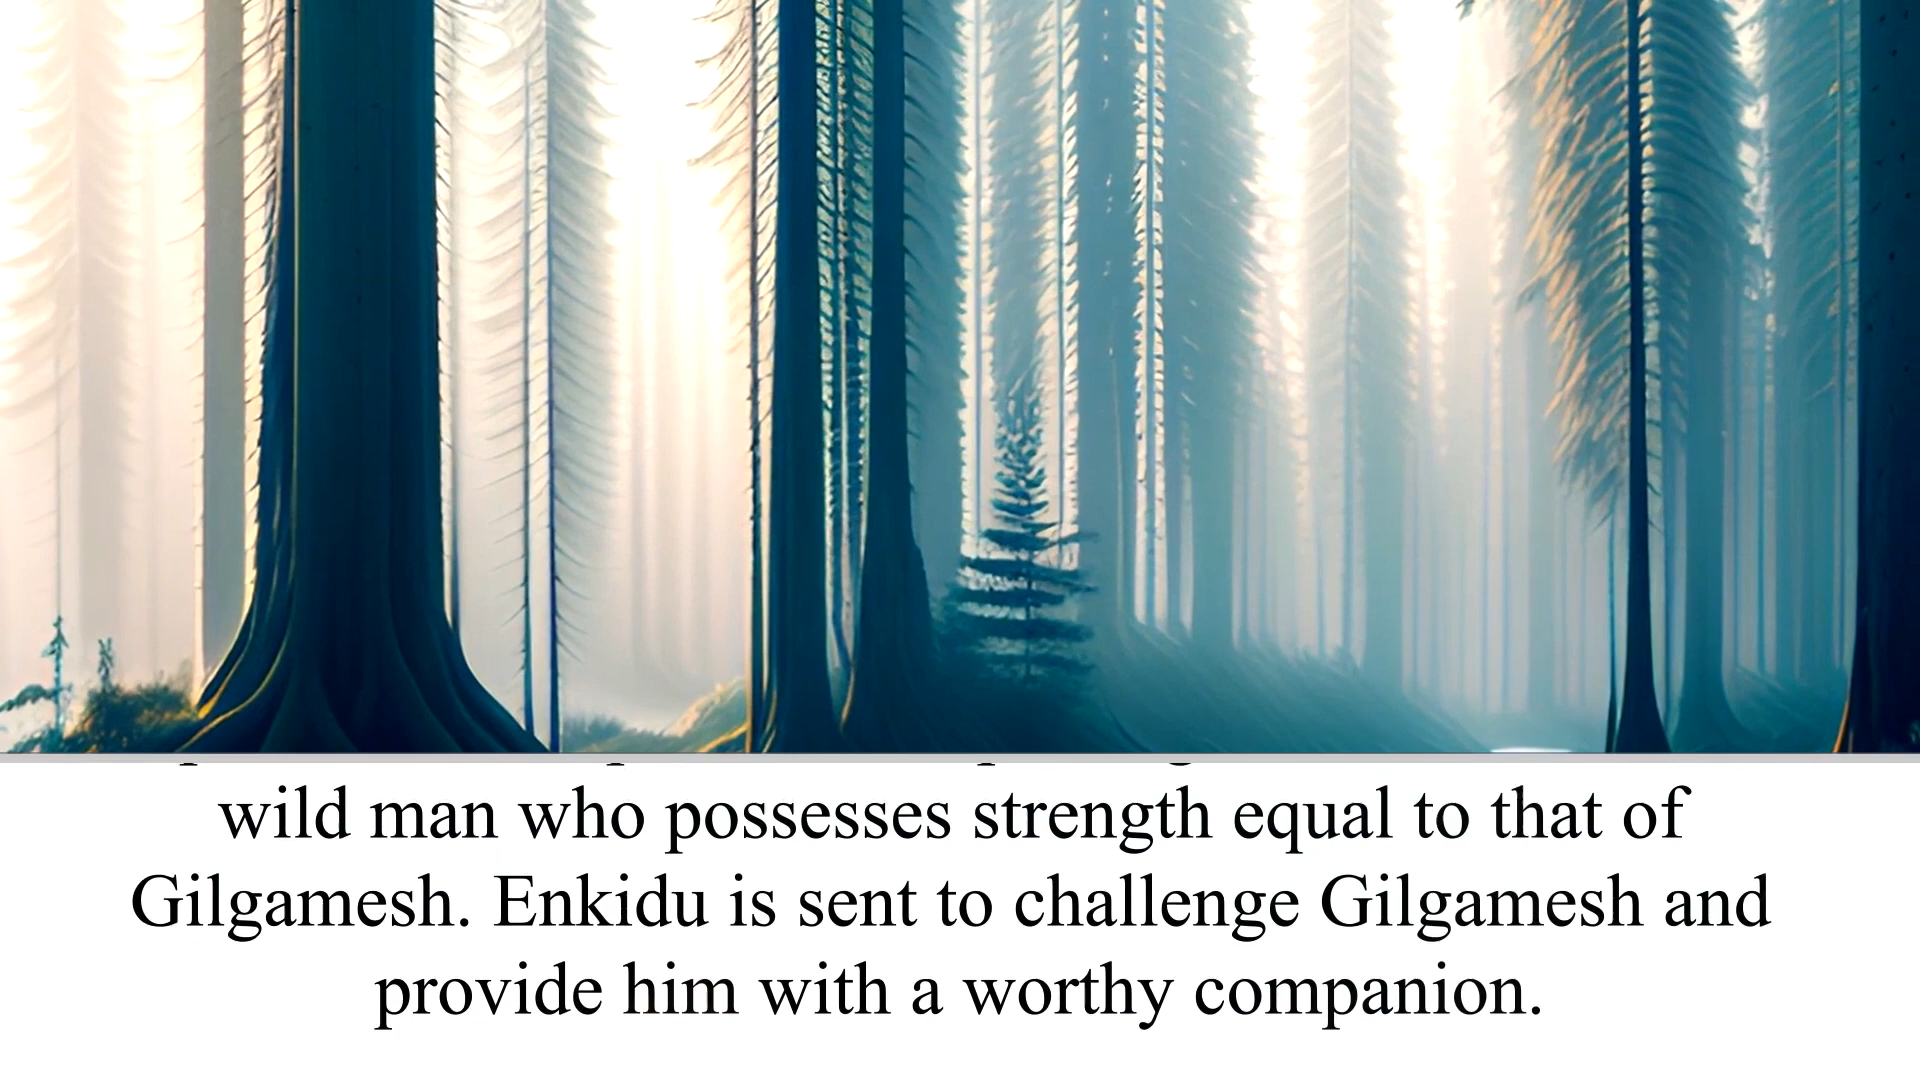 wild man who possesses strength equal to that of
Gilgamesh. Enkidu is sent to challenge Gilgamesh and
provide him with a worthy companion.